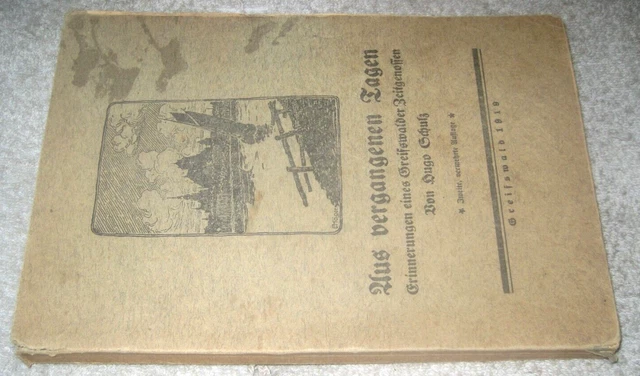 Aus vergangenen Tagen
Erinnerungen eines Greifswalder Zeitgenossen
Von Hugo Schulz
* Zweite, vermehrte Auflage *
Greifswald 1919